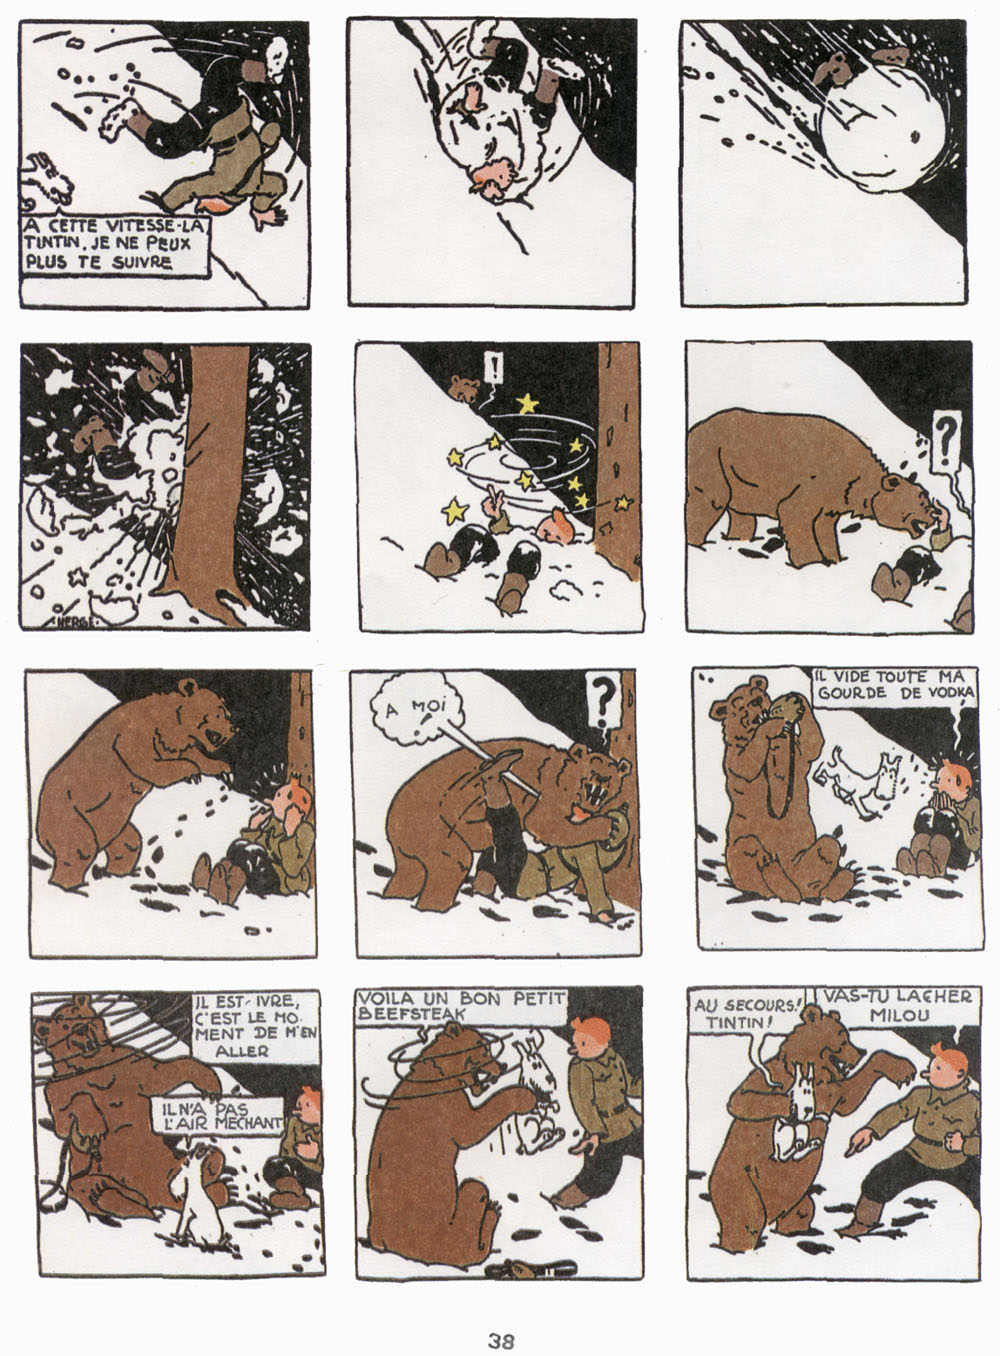 A CETTE VITESSE-LA,
TINTIN, JE NE PEUX
PLUS TE SUIVRE
HERGÉ
!
?
A MOI
?
IL VIDE TOUTE MA
GOURDE DE VODKA
IL EST IVRE,
C'EST LE MO-
MENT DE M'EN
ALLER
IL N'A PAS
L'AIR MECHANT
VOILA UN BON PETIT
BEEFSTEAK
AU SECOURS!
TINTIN!
VAS-TU LACHER
MILOU
38